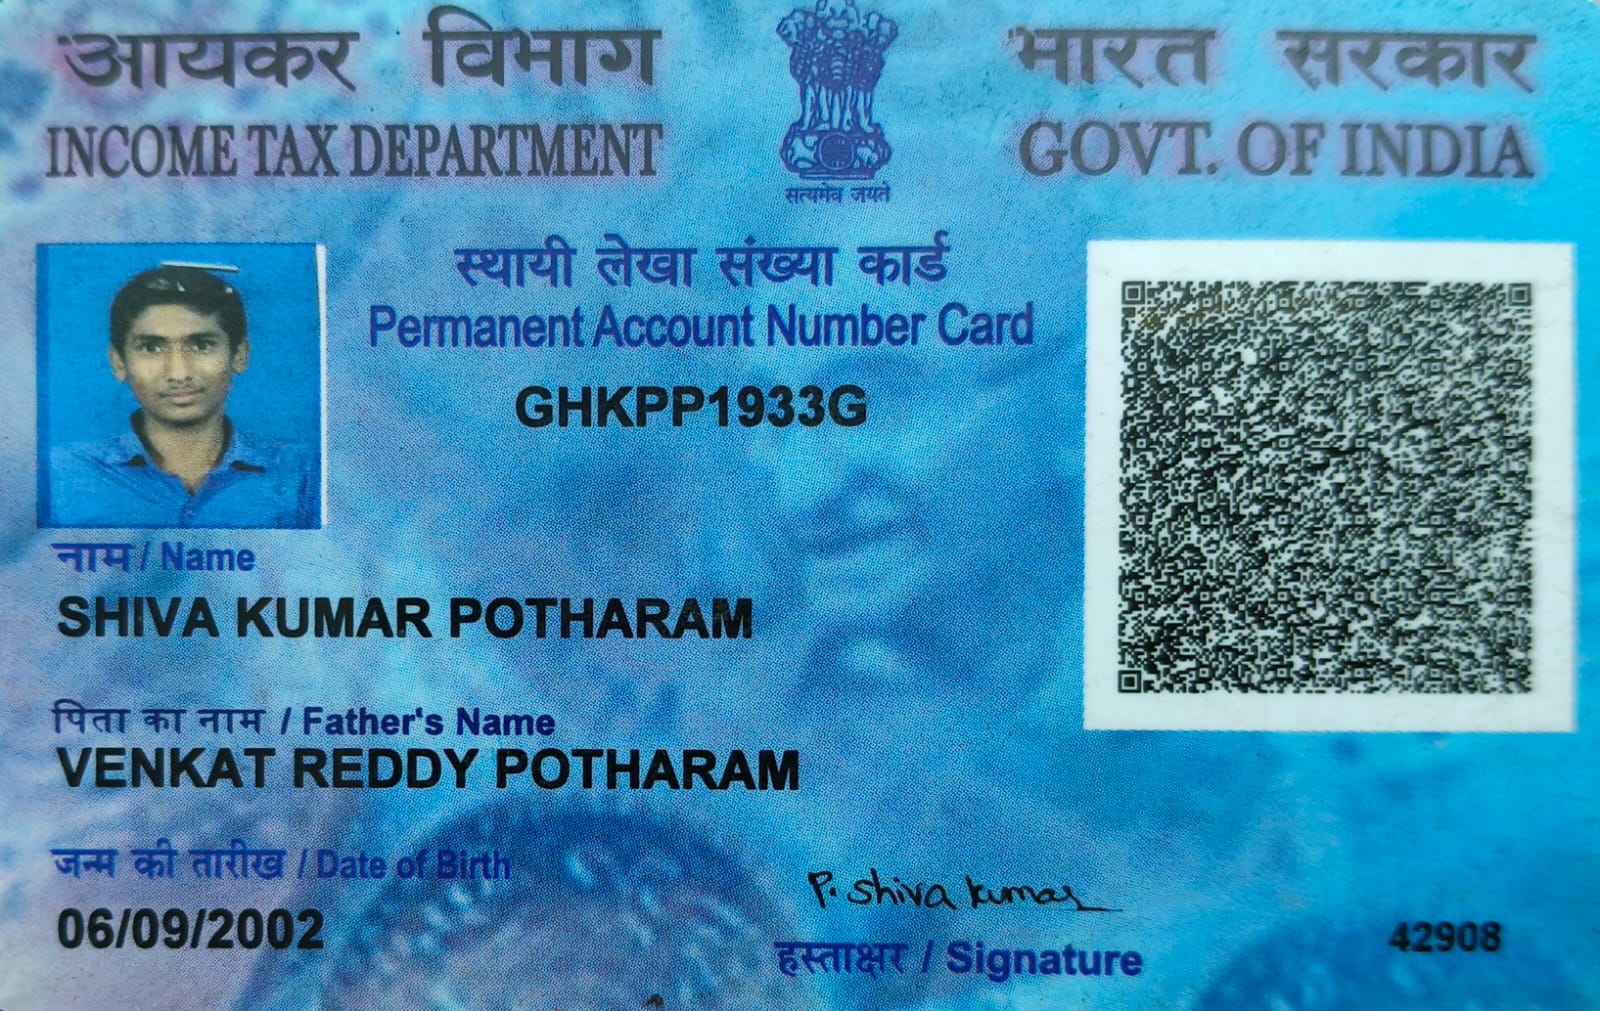 आयकर विभाग
INCOME TAX DEPARTMENT
सत्यमेव जयते
भारत सरकार
GOVT. OF INDIA
स्थायी लेखा संख्या कार्ड
Permanent Account Number Card
GHKPP1933G
नाम / Name
SHIVA KUMAR POTHARAM
पिता का नाम / Father's Name
VENKAT REDDY POTHARAM
जन्म की तारीख / Date of Birth
06/09/2002
P. Shiva kumar
हस्ताक्षर / Signature
42908